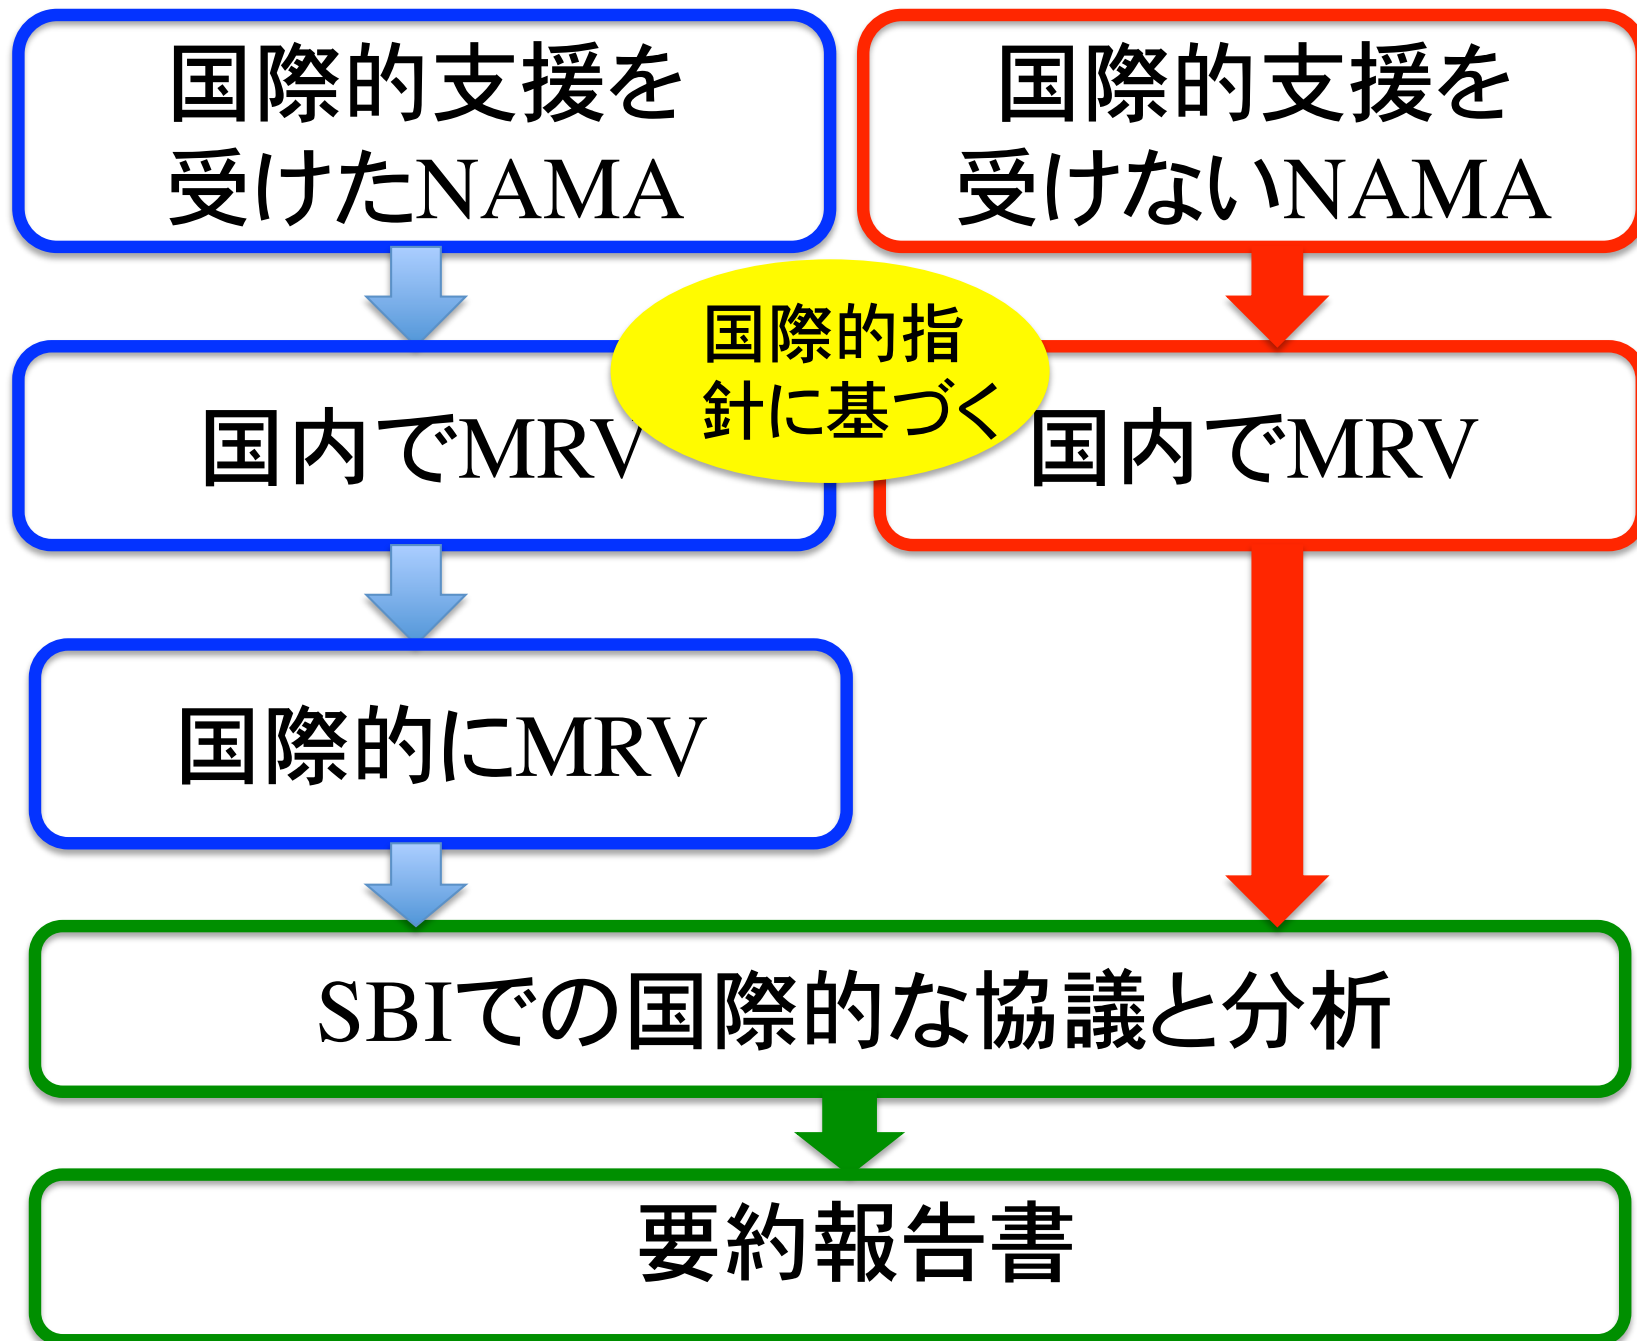 国際的支援を
受けたNAMA
国際的支援を
受けないNAMA
国際的指
針に基づく
国内でMRV
国内でMRV
国際的にMRV
SBIでの国際的な協議と分析
要約報告書